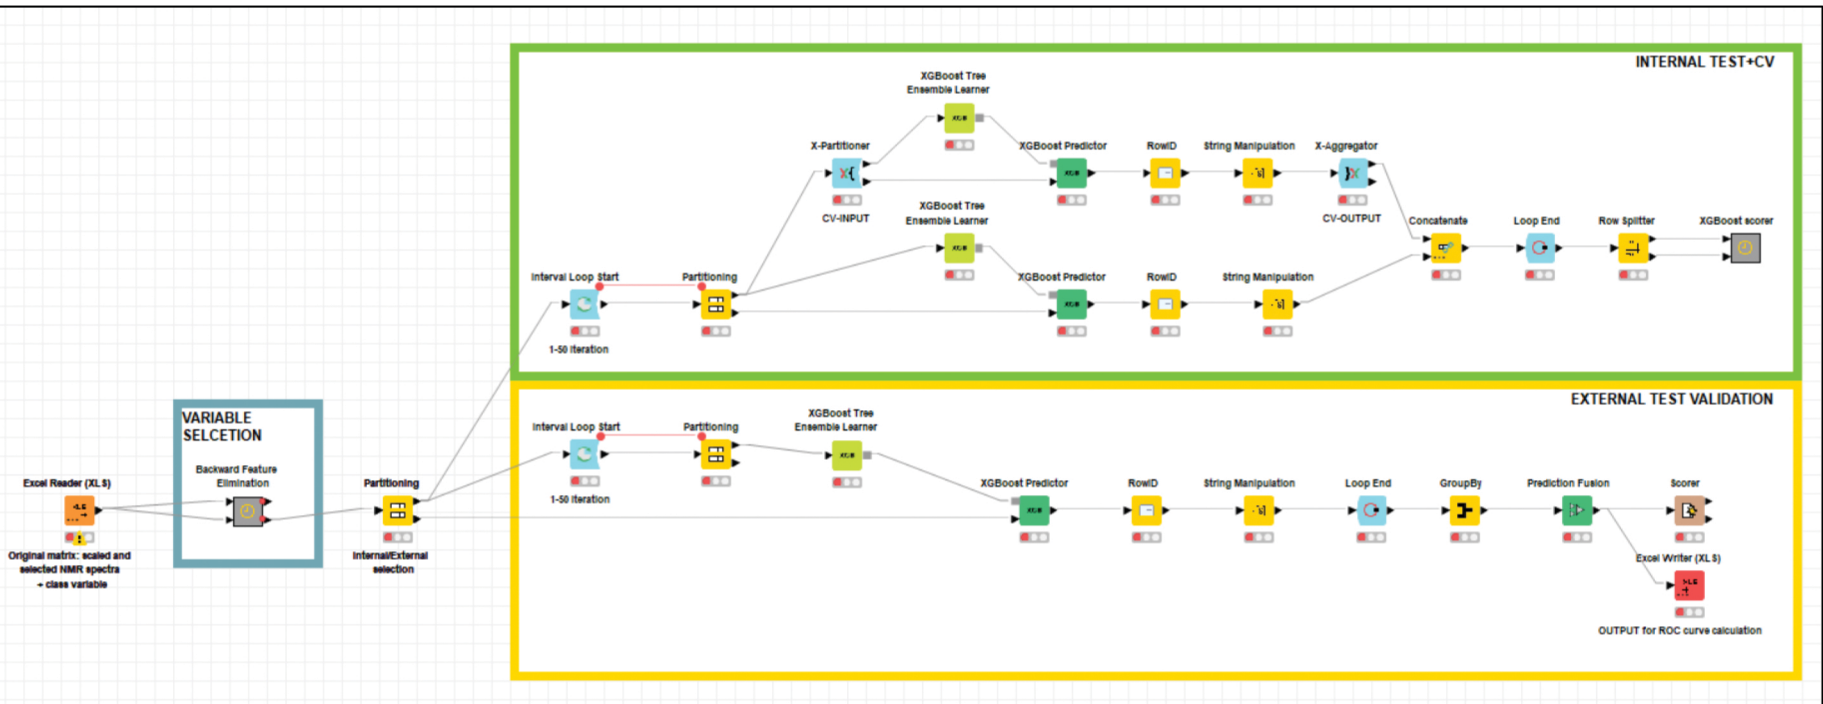 INTERNAL TEST+CV
XGBoost Tree
Ensemble Learner
X-Partitioner
XGBoost Predictor
RowID
String Manipulation
X-Aggregator
CV-INPUT
CV-OUTPUT
XGBoost Tree
Ensemble Learner
Concatenate
Loop End
Row Splitter
XGBoost scorer
Interval Loop Start
Partitioning
XGBoost Predictor
RowID
String Manipulation
1-50 iteration
EXTERNAL TEST VALIDATION
XGBoost Tree
Ensemble Learner
Interval Loop Start
Partitioning
1-50 iteration
XGBoost Predictor
RowID
String Manipulation
Loop End
GroupBy
Prediction Fusion
Scorer
Excel Writer (XLS)
OUTPUT for ROC curve calculation
VARIABLE
SELCETION
Backward Feature
Elimination
Excel Reader (XLS)
Original matrix: scaled and
selected NMR spectra
+ class variable
Partitioning
Internal/External
selection